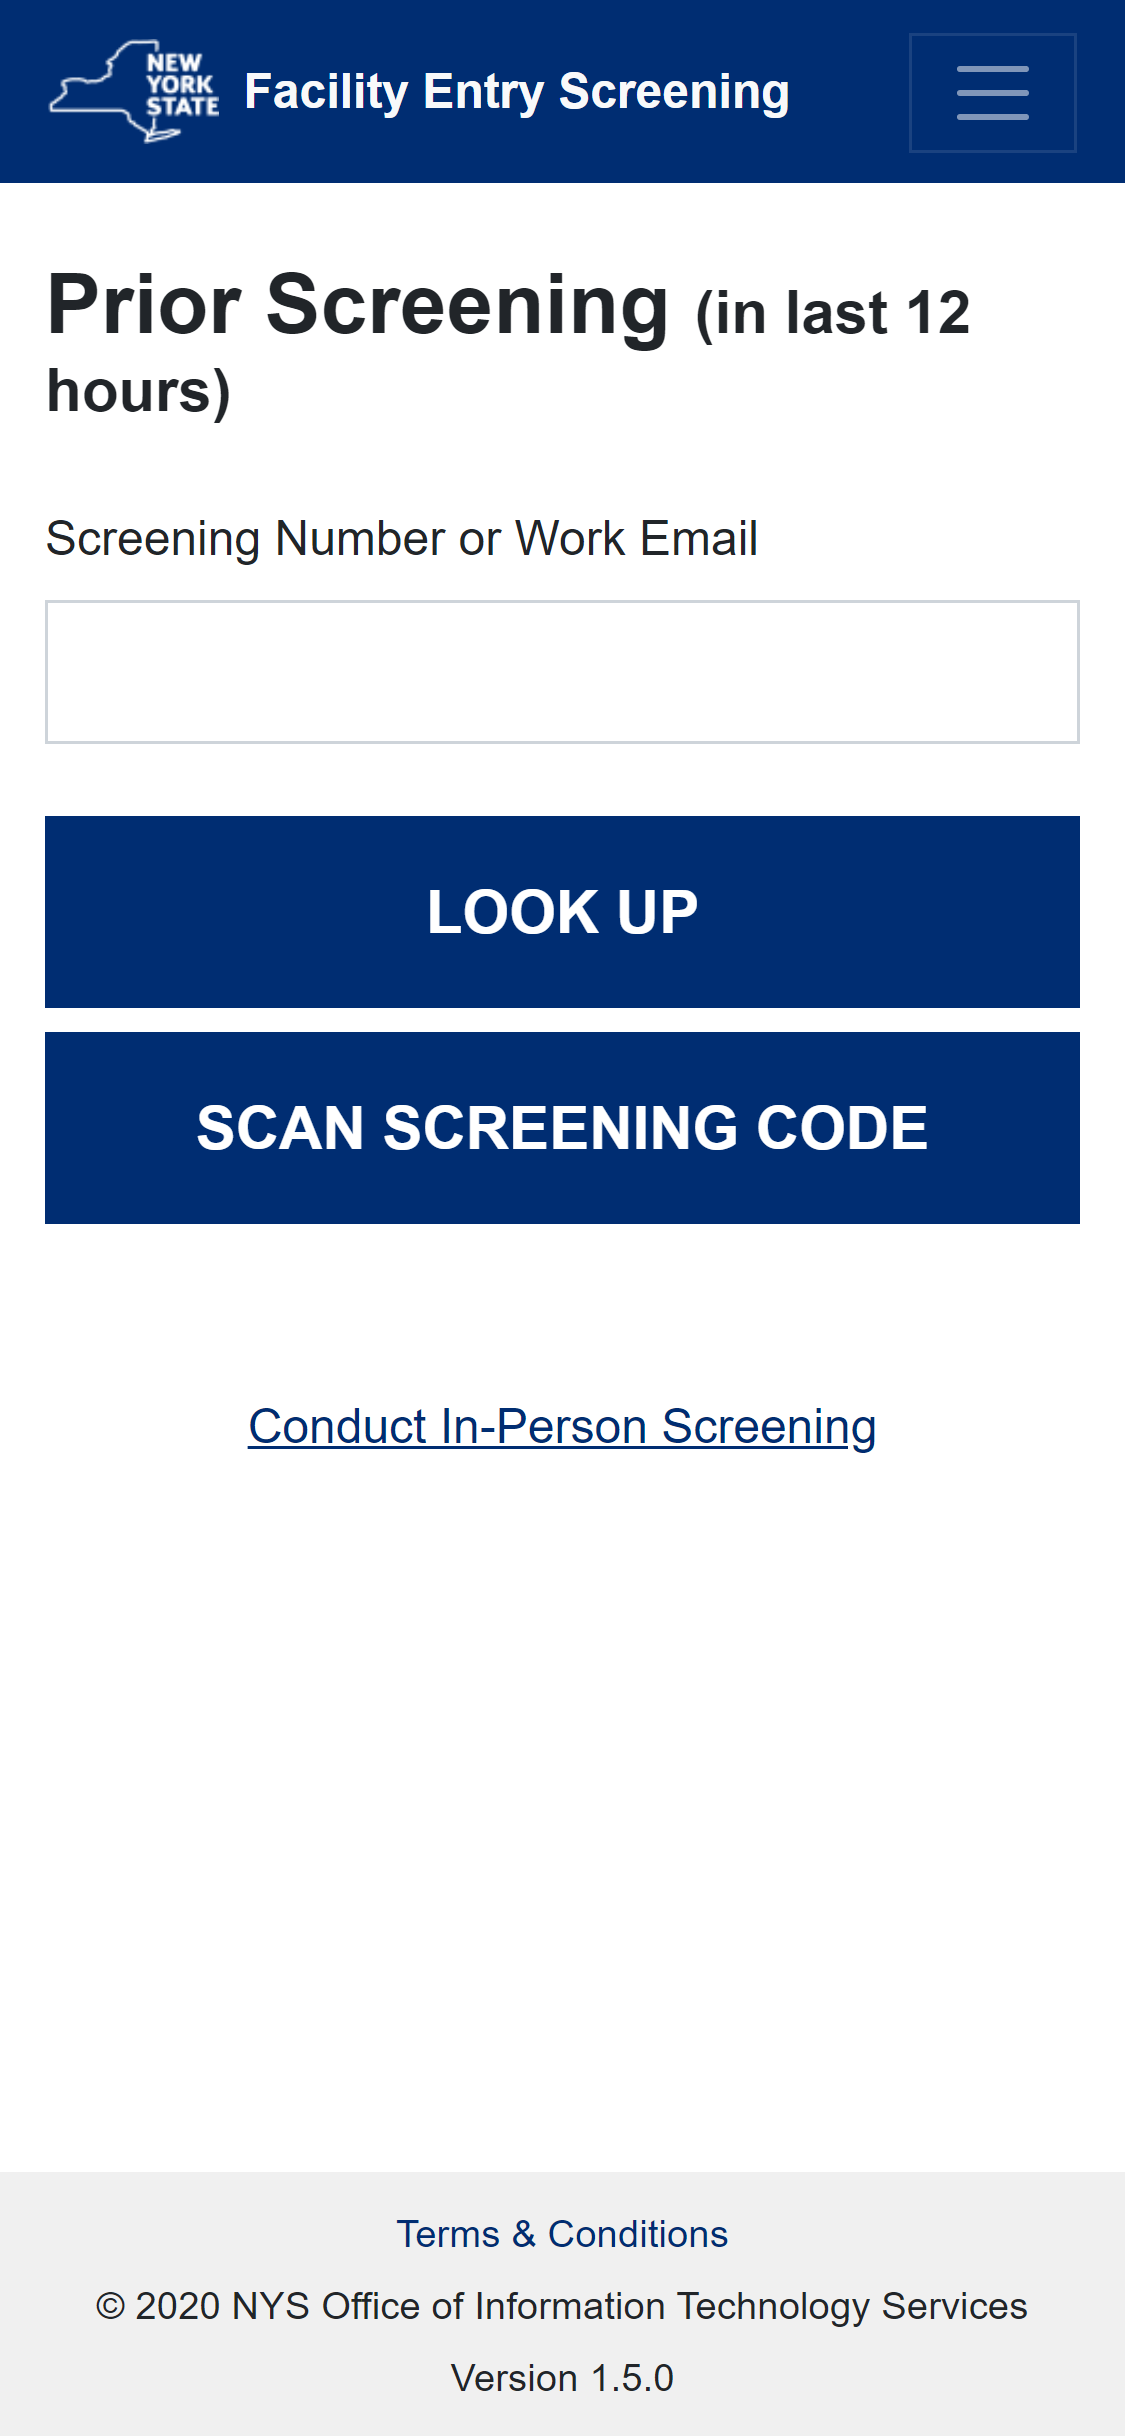 NEW
YORK
STATE
Facility Entry Screening
Prior Screening (in last 12
hours)
Screening Number or Work Email
LOOK UP
SCAN SCREENING CODE
Conduct In-Person Screening
Terms & Conditions
© 2020 NYS Office of Information Technology Services
Version 1.5.0